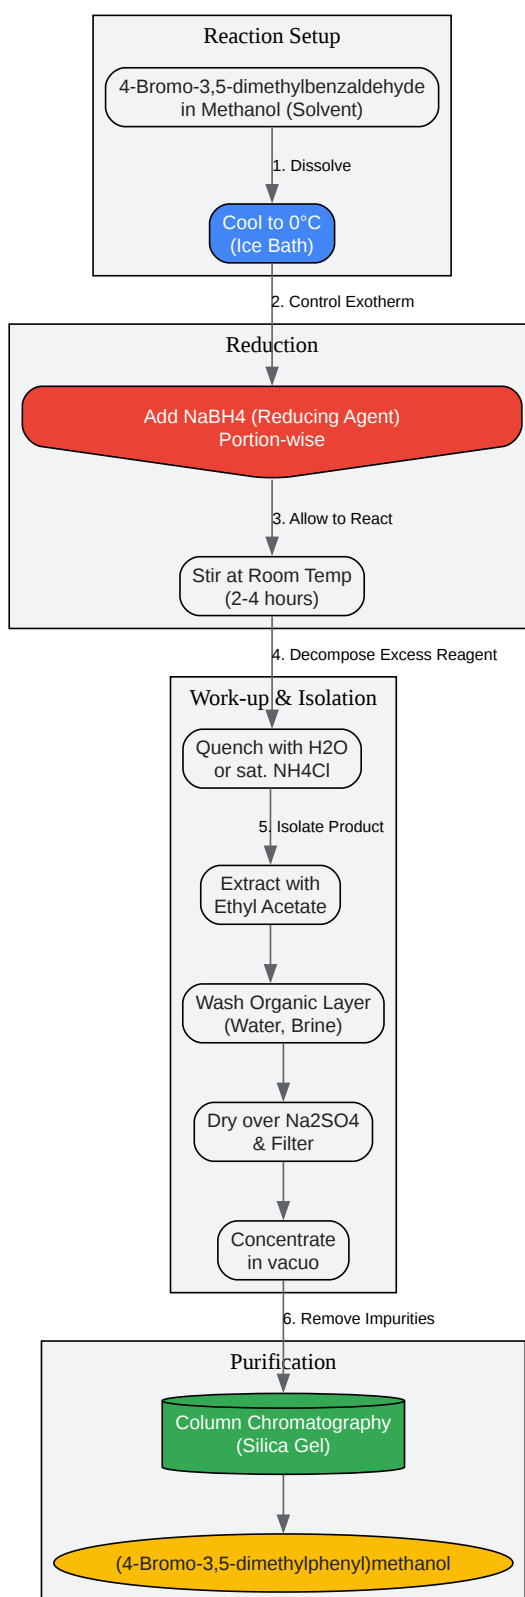 Reaction Setup
4-Bromo-3,5-dimethylbenzaldehyde
in Methanol (Solvent)
1. Dissolve
Cool to 0°C
(Ice Bath)
2. Control Exotherm
Reduction
Add NaBH4 (Reducing Agent)
Portion-wise
3. Allow to React
Stir at Room Temp
(2-4 hours)
4. Decompose Excess Reagent
Work-up & Isolation
Quench with H2O
or sat. NH4Cl
5. Isolate Product
Extract with
Ethyl Acetate
Wash Organic Layer
(Water, Brine)
Dry over Na2SO4
& Filter
Concentrate
in vacuo
6. Remove Impurities
Purification
Column Chromatography
(Silica Gel)
(4-Bromo-3,5-dimethylphenyl)methanol